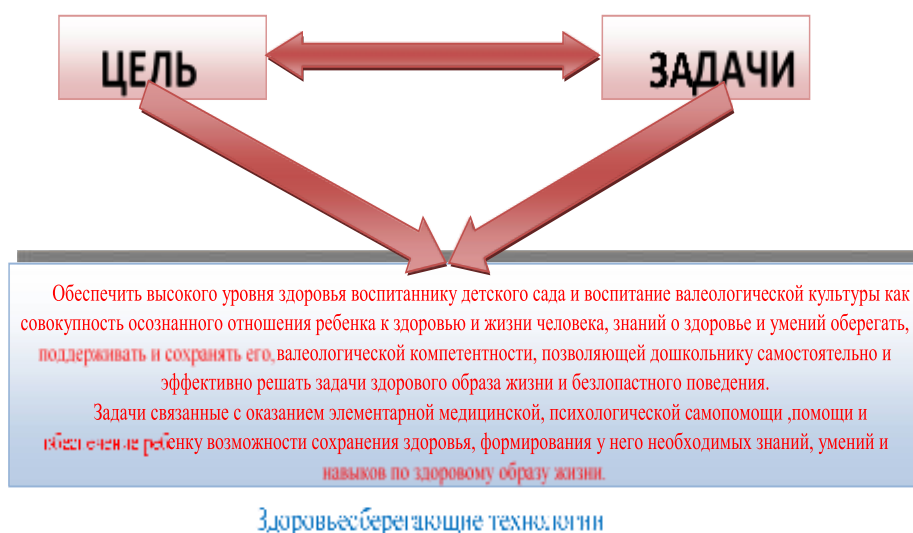 ЦЕЛЬ
ЗАДАЧИ
Обеспечить высокого уровня здоровья воспитаннику детского сада и воспитание валеологической культуры как
совокупность осознанного отношения ребенка к здоровью и жизни человека, знаний о здоровье и умений оберегать,
поддерживать и сохранять его, валеологической компетентности, позволяющей дошкольнику самостоятельно и
эффективно решать задачи здорового образа жизни и безлопастного поведения.
Задачи связанные с оказанием элементарной медицинской, психологической самопомощи ,помощи и
обеспечение ребенку возможности сохранения здоровья, формирования у него необходимых знаний, умений и
навыков по здоровому образу жизни.
Здоровьесберегающие технологии